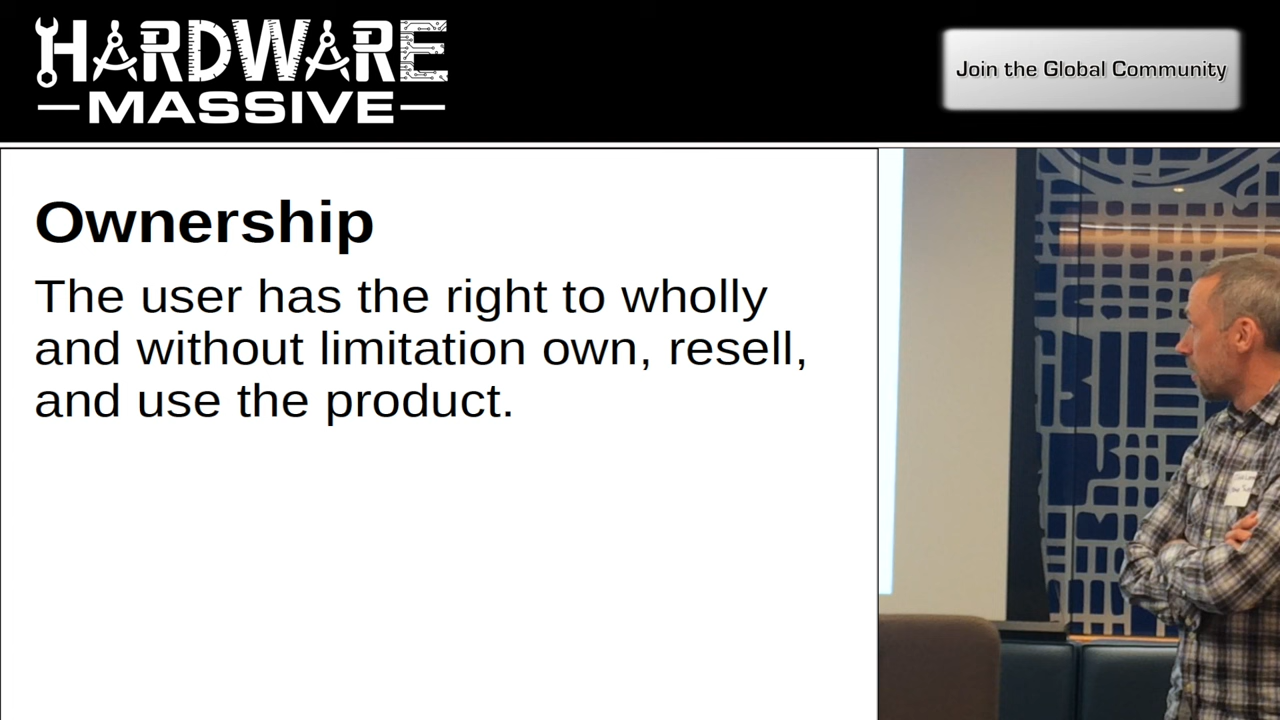 HARDWARE
MASSIVE
Join the Global Community
Ownership
The user has the right to wholly
and without limitation own, resell,
and use the product.